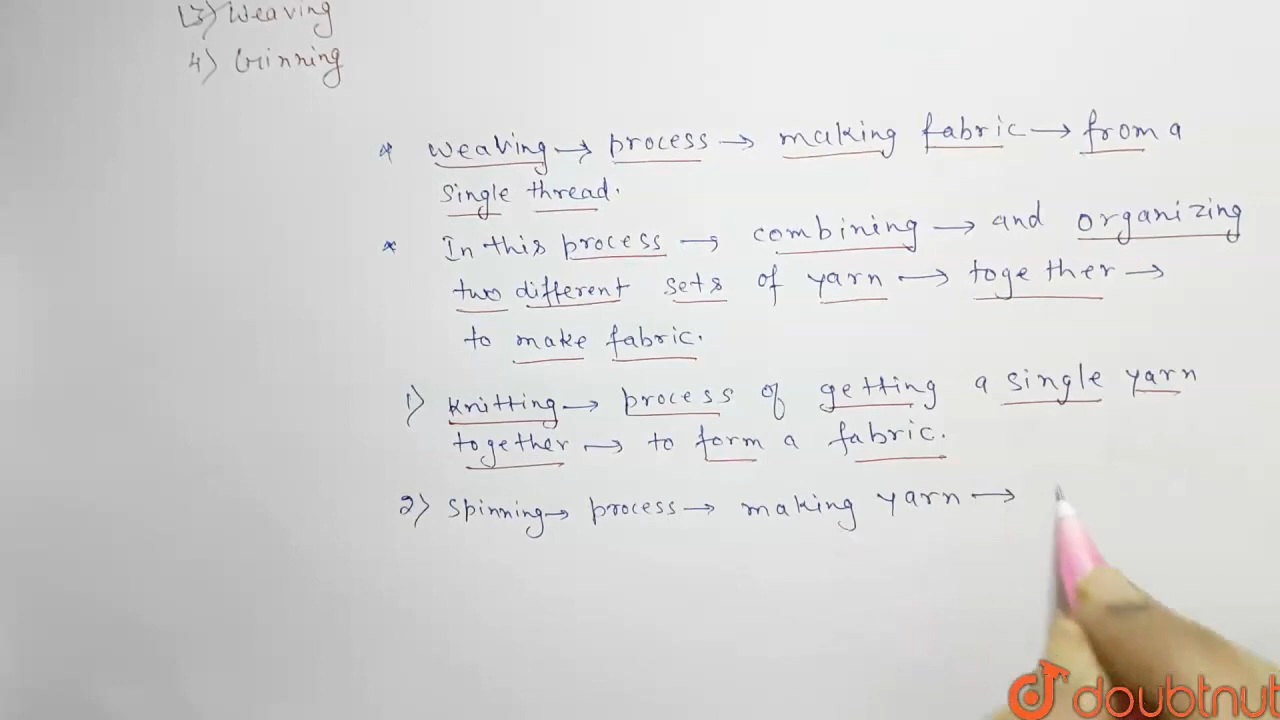 (3) Weaving
4) Ginning
* Weaving → process → making fabric → from a
single thread.
* In this process → combining → and organizing
two different sets of yarn → together →
to make fabric.
1) Knitting → process of getting a single yarn
together → to form a fabric.
2) Spinning → process → making yarn →
doubtnut